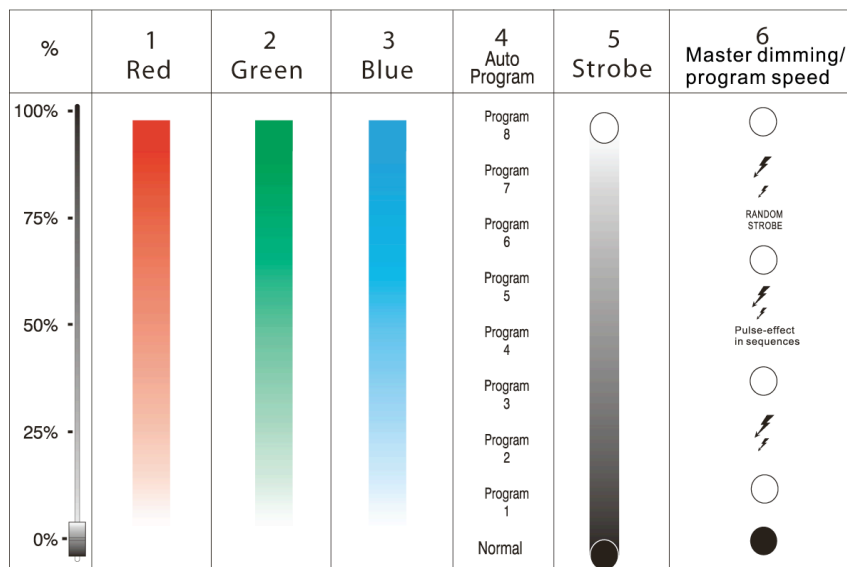 %
1
Red
2
Green
3
Blue
4
Auto
Program
5
Strobe
6
Master dimming/
program speed
100%
75%
50%
25%
0%
Program
8
Program
7
Program
6
Program
5
Program
4
Program
3
Program
2
Program
1
Normal
RANDOM
STROBE
Pulse-effect
in sequences